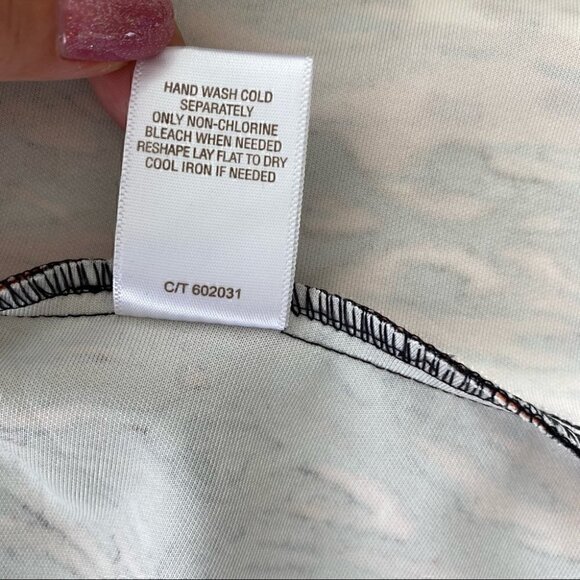 HAND WASH COLD
SEPARATELY
ONLY NON-CHLORINE
BLEACH WHEN NEEDED
RESHAPE LAY FLAT TO DRY
COOL IRON IF NEEDED
C/T 602031